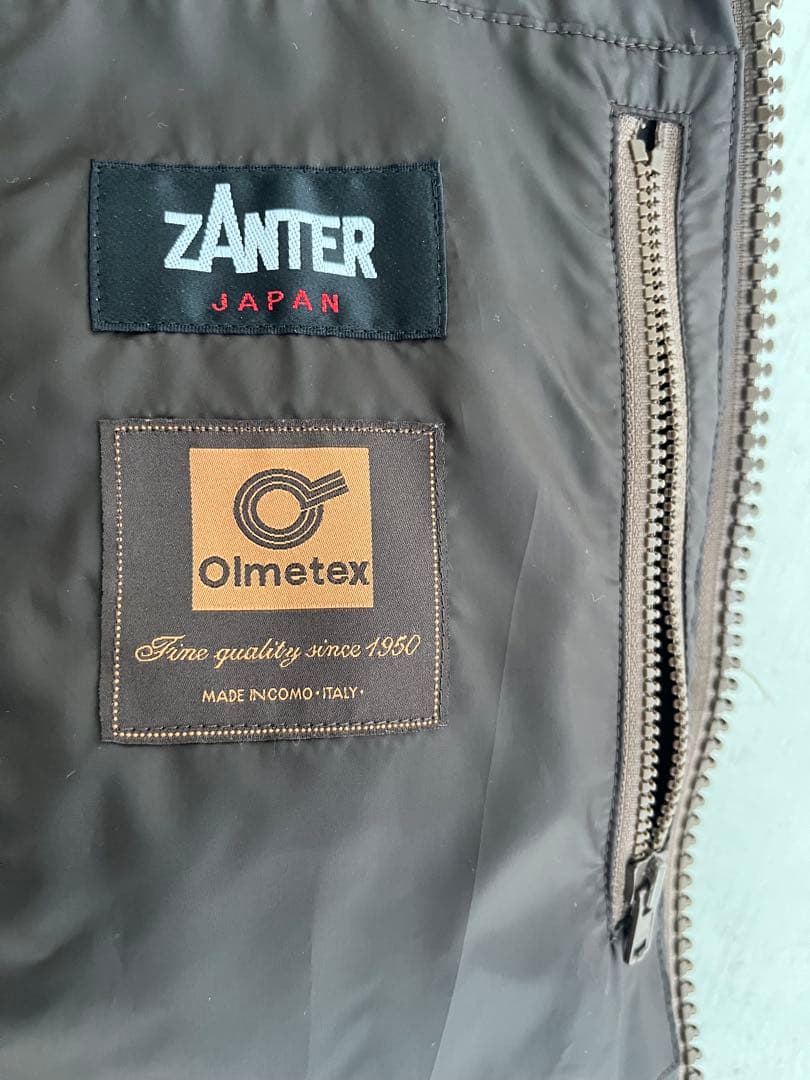 ZANTER
JAPAN
Olmetex
Fine quality since 1950
MADE IN COMO · ITALY ·